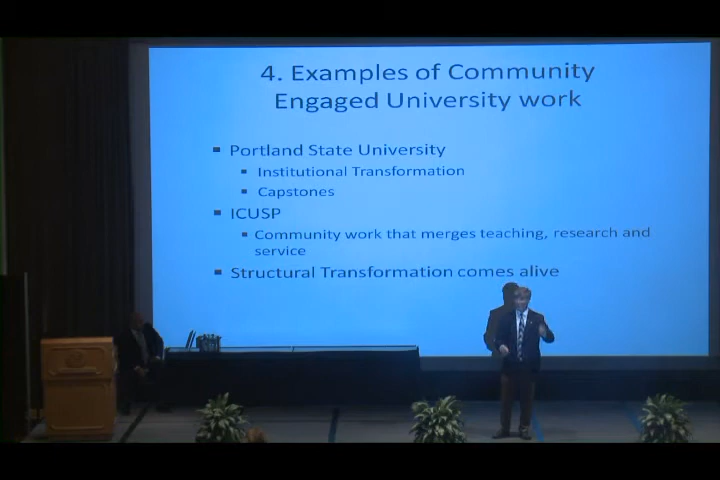 4. Examples of Community
Engaged University work
Portland State University
Institutional Transformation
Capstones
ICUSP
Community work that merges teaching, research and
service
Structural Transformation comes alive